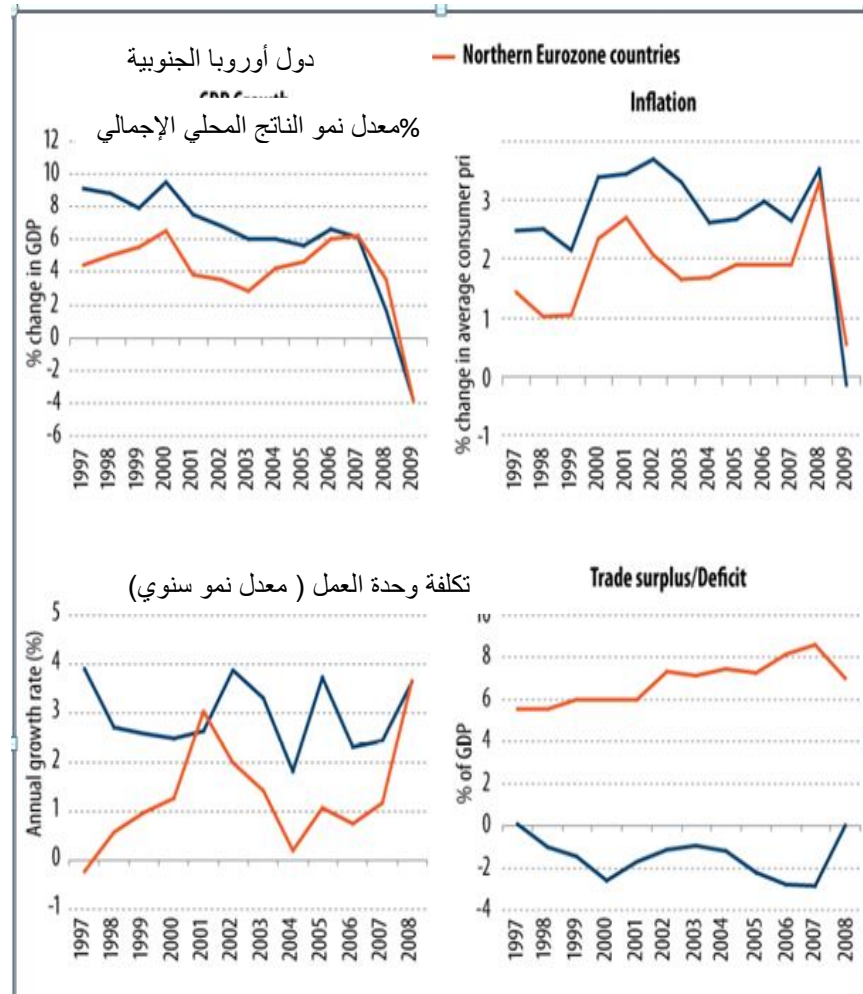 دول أوروبا الجنوبية
Northern Eurozone countries
%معدل نمو الناتج المحلي الإجمالي
% change in GDP
12
10
8
6
4
2
0
-2
-4
-6
1997 1998 1999 2000 2001 2002 2003 2004 2005 2006 2007 2008 2009
Inflation
% change in average consumer pri
3
2
1
0
-1
1997 1998 1999 2000 2001 2002 2003 2004 2005 2006 2007 2008 2009
تكلفة وحدة العمل ( معدل نمو سنوي)
Annual growth rate (%)
5
4
3
2
1
0
-1
1997 1998 1999 2000 2001 2002 2003 2004 2005 2006 2007 2008
Trade surplus/Deficit
% of GDP
10
8
6
4
2
0
-2
-4
1997 1998 1999 2000 2001 2002 2003 2004 2005 2006 2007 2008